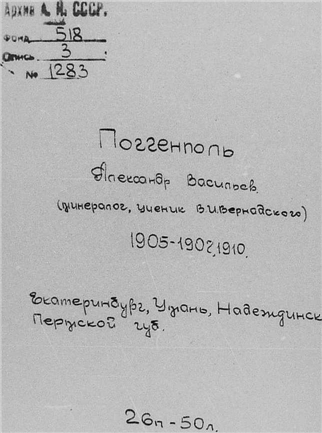 Архив А. Н. СССР.
Фонд 518
Опись 3
№ 1283
Поггенполь
Александр Васильев.
(минералог, ученик В.И.Вернадского)
1905-1907, 1910.
Екатеринбург, Умань, Надеждинск
Пермской губ.
26п - 50л.